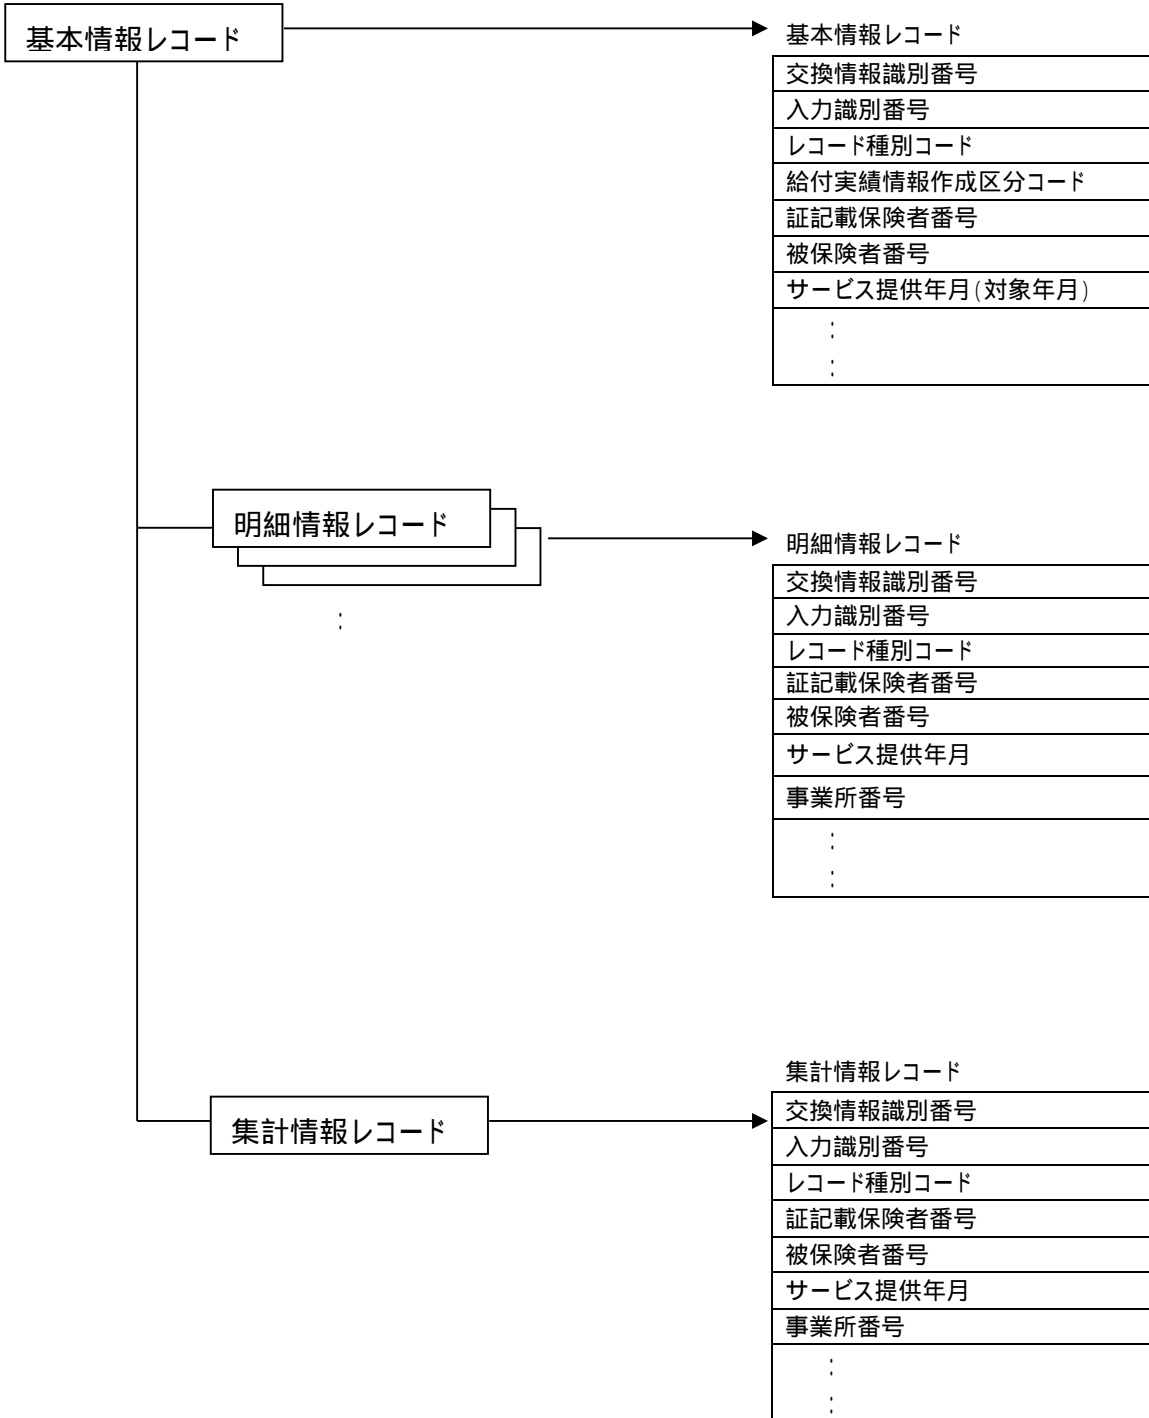 基本情報レコード
基本情報レコード
交換情報識別番号
入力識別番号
レコード種別コード
給付実績情報作成区分コード
証記載保険者番号
被保険者番号
サービス提供年月(対象年月)
:
:
明細情報レコード
:
明細情報レコード
交換情報識別番号
入力識別番号
レコード種別コード
証記載保険者番号
被保険者番号
サービス提供年月
事業所番号
:
:
集計情報レコード
集計情報レコード
交換情報識別番号
入力識別番号
レコード種別コード
証記載保険者番号
被保険者番号
サービス提供年月
事業所番号
:
: